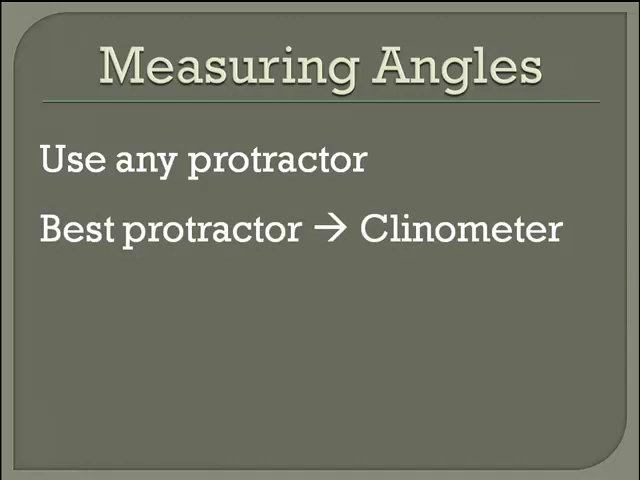 Measuring Angles
Use any protractor
Best protractor → Clinometer